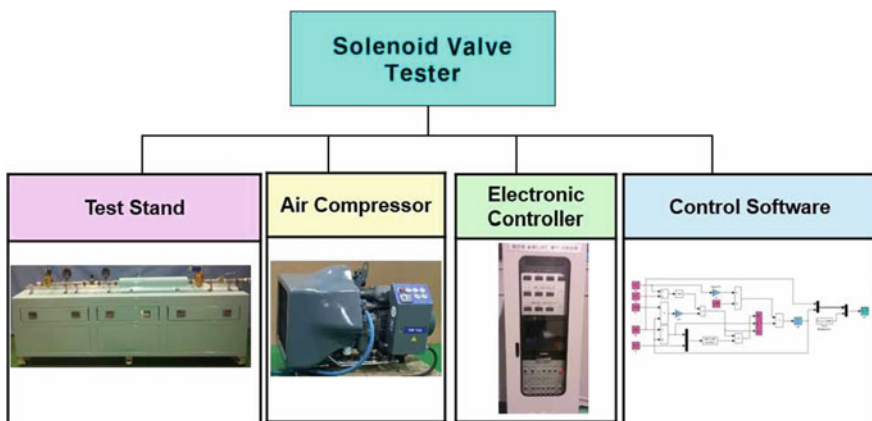 Solenoid Valve
Tester
Test Stand
Air Compressor
Electronic
Controller
Control Software